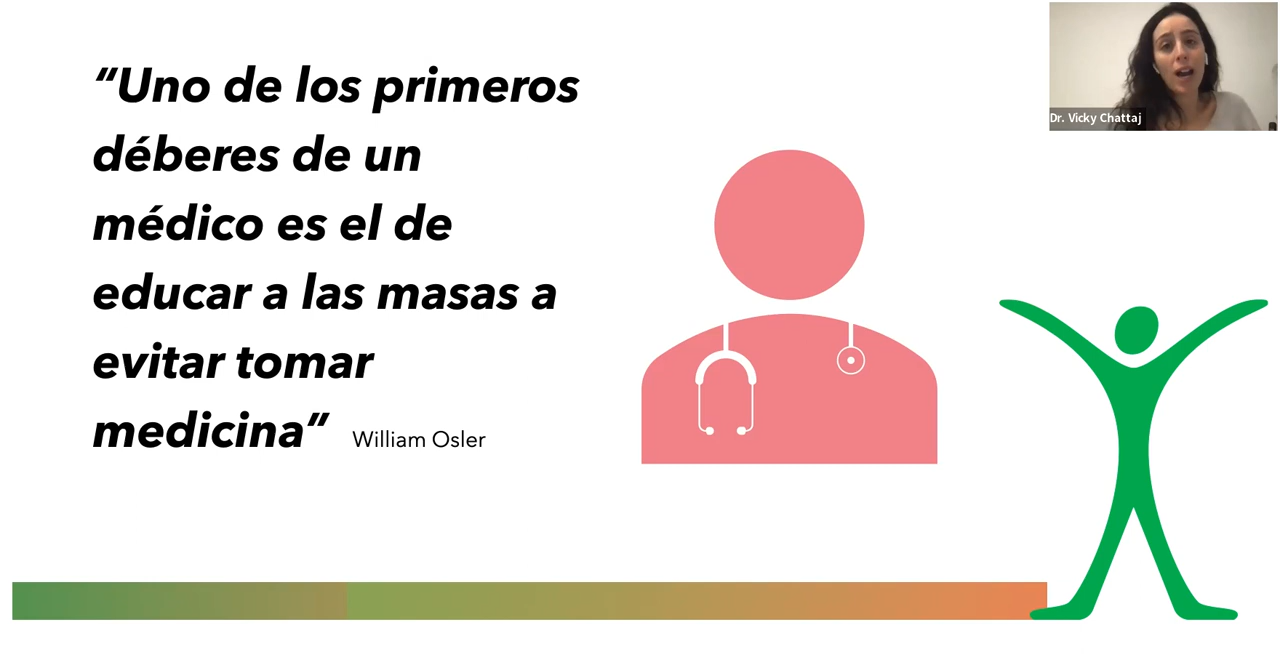 “Uno de los primeros
déberes de un
médico es el de
educar a las masas a
evitar tomar
medicina” William Osler
Dr. Vicky Chattaj